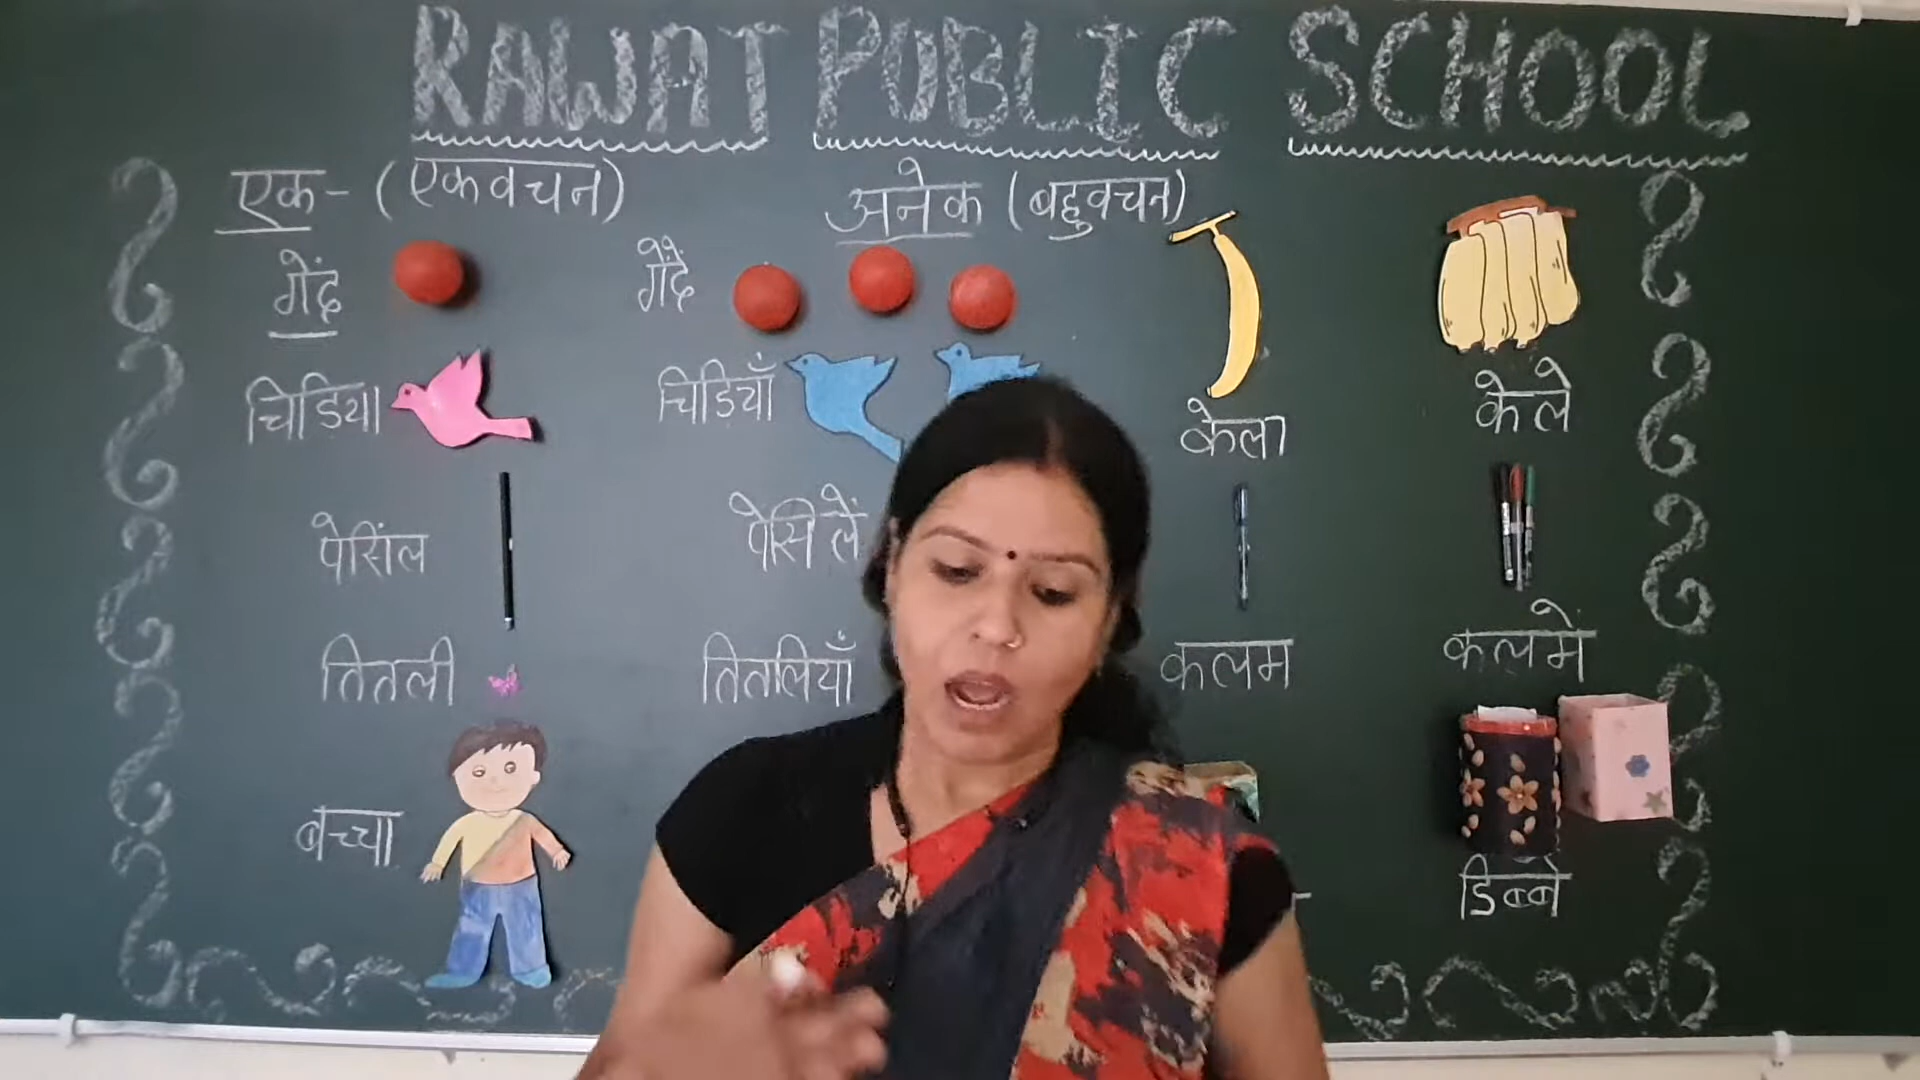 RAWAT PUBLIC SCHOOL
एक - (एकवचन) अनेक (बहुवचन)
गेंद गेंदें
चिडिया चिडियाँ केला केले
पेसिंल पेसिलें
तितली तितलियाँ कलम कलमें
बच्चा डिब्बे